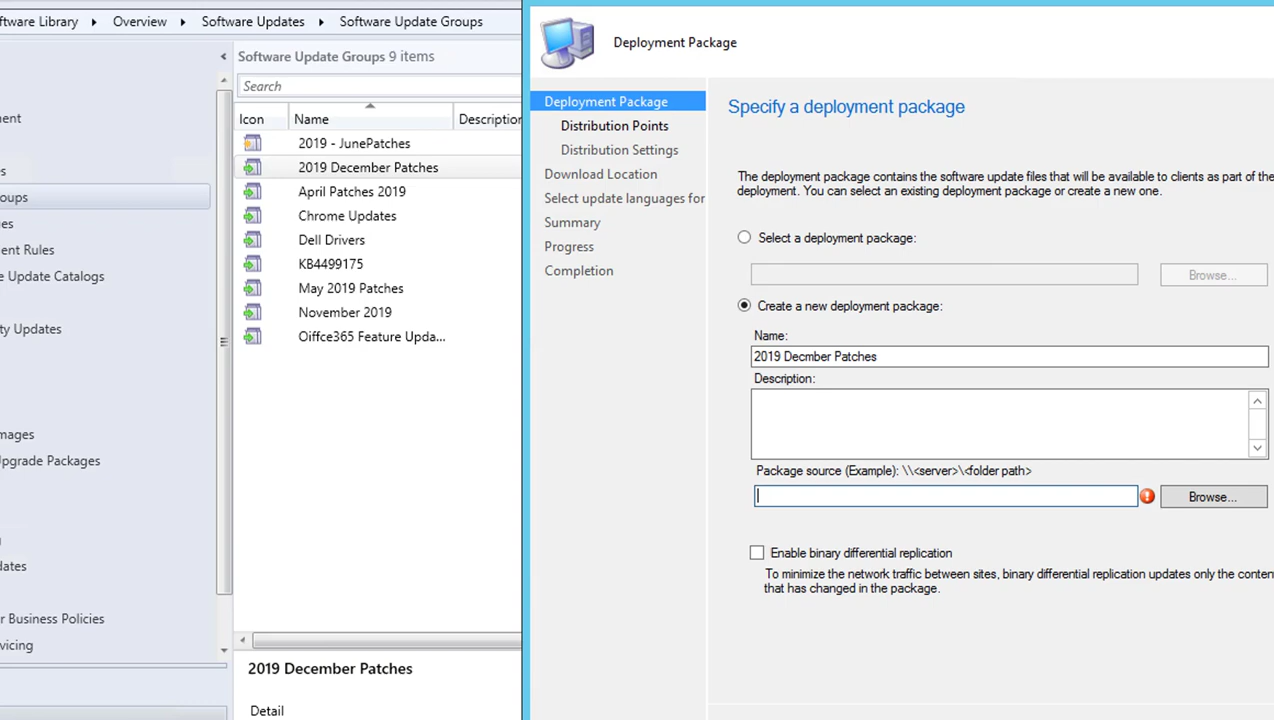 ftware Library ▸ Overview ▸ Software Updates ▸ Software Update Groups
ent
s
oups
es
ent Rules
e Update Catalogs
ty Updates
mages
pgrade Packages
dates
r Business Policies
vicing
Software Update Groups 9 items
Search
Icon Name Description
2019 - JunePatches
2019 December Patches
April Patches 2019
Chrome Updates
Dell Drivers
KB4499175
May 2019 Patches
November 2019
Oiffce365 Feature Upda...
2019 December Patches
Detail
Deployment Package
Deployment Package
Distribution Points
Distribution Settings
Download Location
Select update languages for
Summary
Progress
Completion
Specify a deployment package
The deployment package contains the software update files that will be available to clients as part of the
deployment. You can select an existing deployment package or create a new one.
Select a deployment package:
Browse...
Create a new deployment package:
Name:
2019 Decmber Patches
Description:
Package source (Example): \\<server>\<folder path>
Browse...
Enable binary differential replication
To minimize the network traffic between sites, binary differential replication updates only the conten
that has changed in the package.